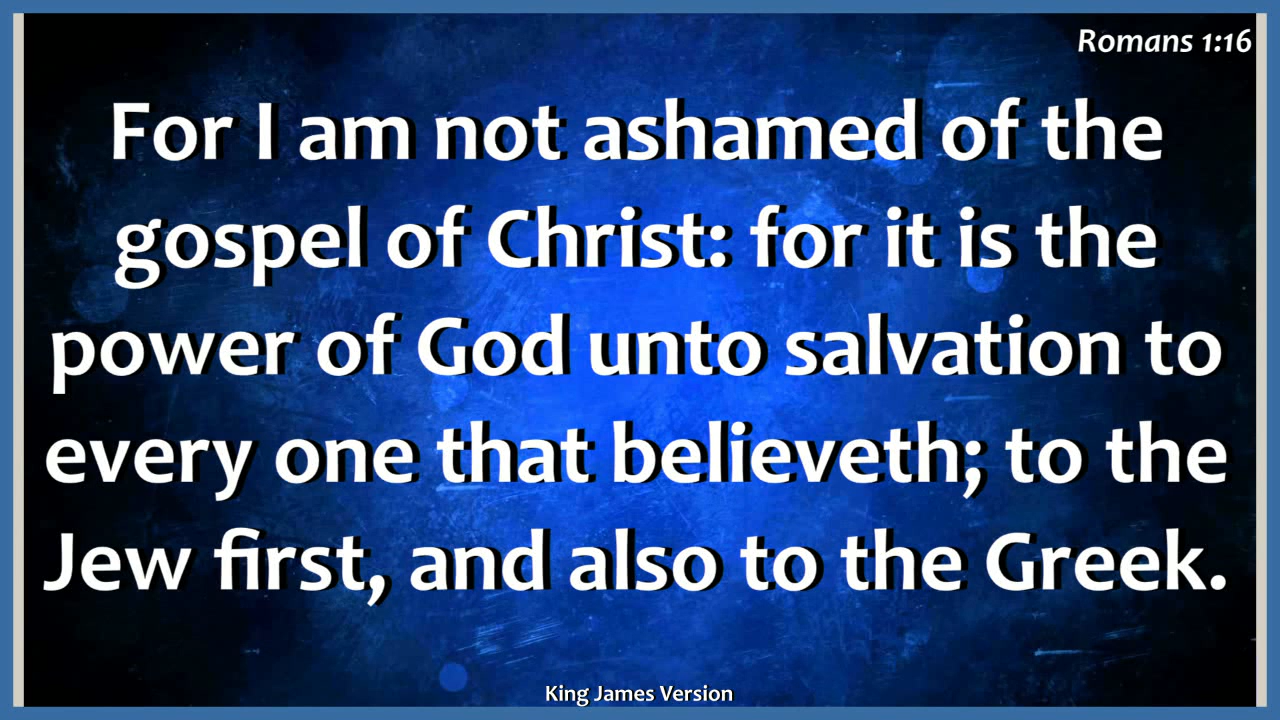 Romans 1:16
For I am not ashamed of the
gospel of Christ: for it is the
power of God unto salvation to
every one that believeth; to the
Jew first, and also to the Greek.
King James Version